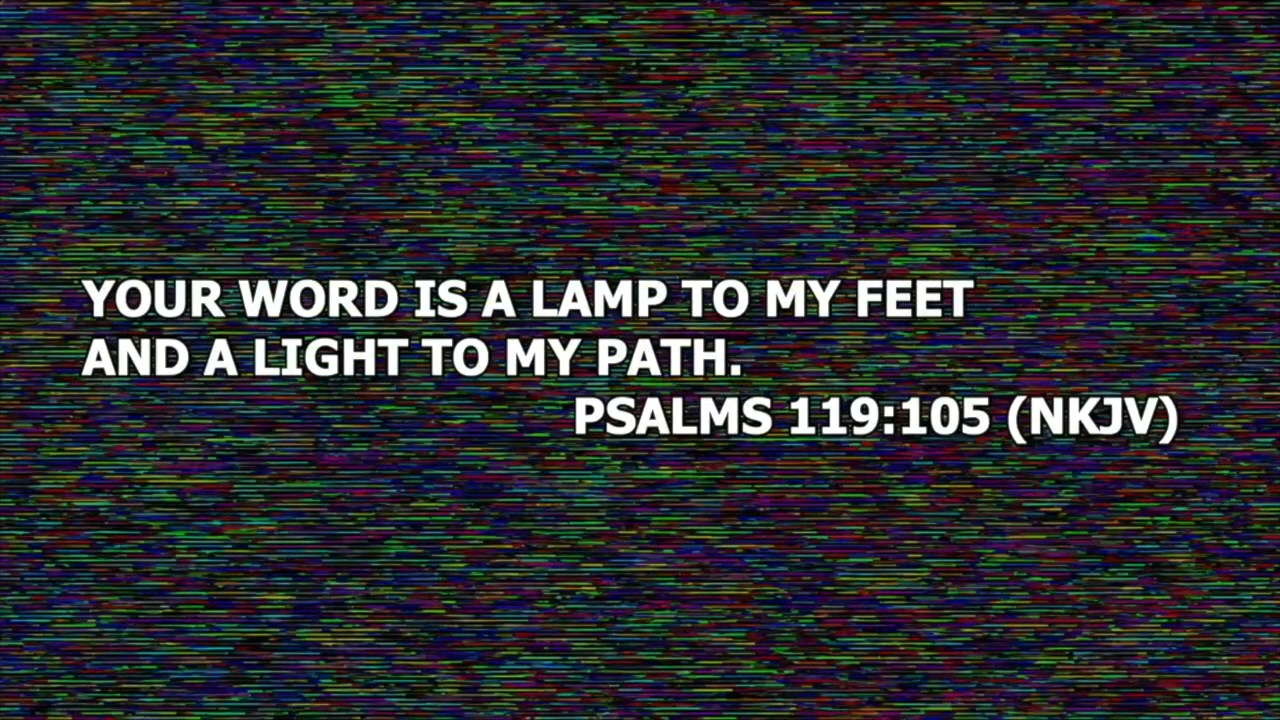 YOUR WORD IS A LAMP TO MY FEET
AND A LIGHT TO MY PATH.
PSALMS 119:105 (NKJV)